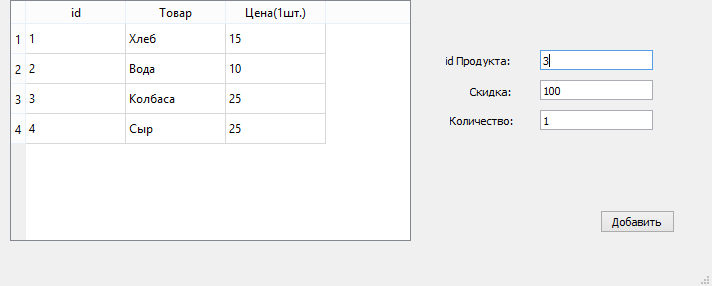 id Товар Цена(1шт.)
1 1 Хлеб 15
2 2 Вода 10
3 3 Колбаса 25
4 4 Сыр 25
id Продукта: 3
Скидка: 100
Количество: 1
Добавить